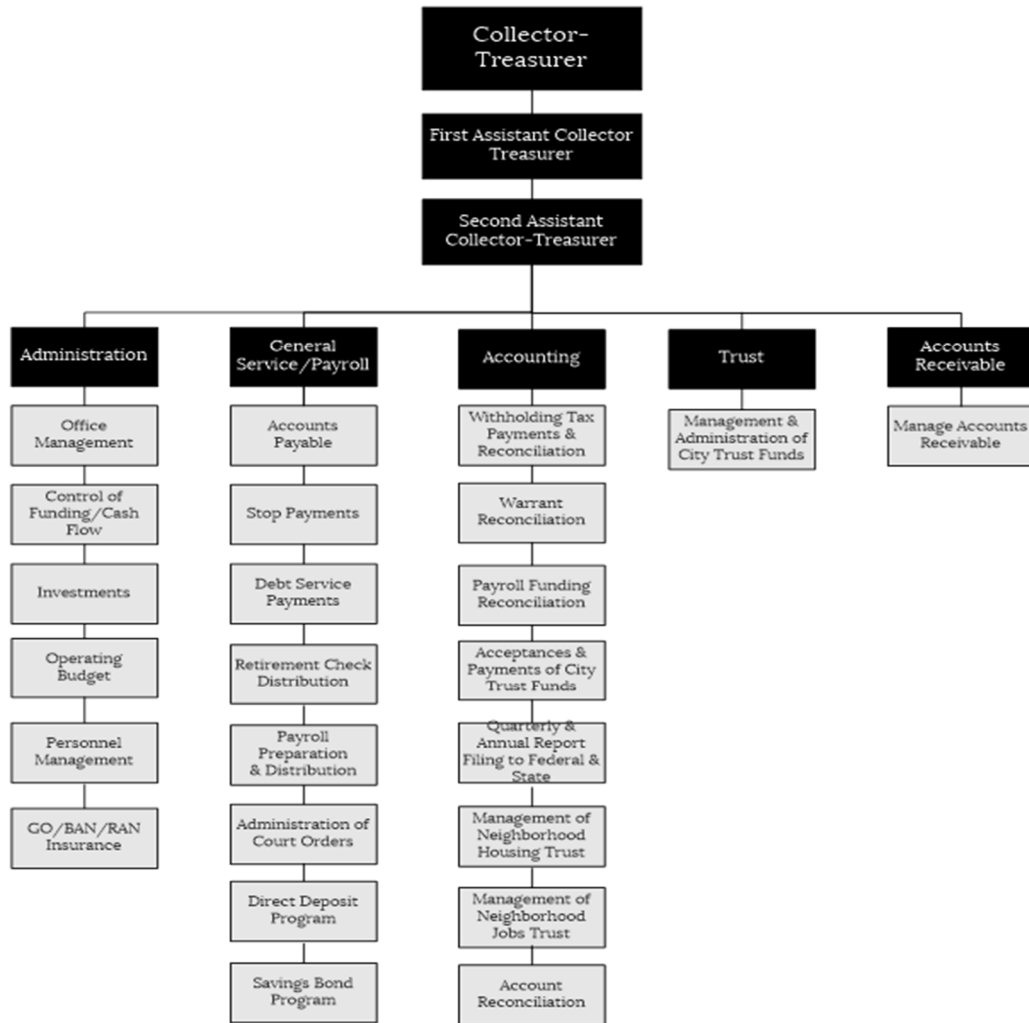 Collector-
Treasurer
First Assistant Collector
Treasurer
Second Assistant
Collector-Treasurer
Administration
Office
Management
Control of
Funding/Cash
Flow
Investments
Operating
Budget
Personnel
Management
GO/BAN/RAN
Insurance
General
Service/Payroll
Accounts
Payable
Stop Payments
Debt Service
Payments
Retirement Check
Distribution
Payroll
Preparation
& Distribution
Administration of
Court Orders
Direct Deposit
Program
Savings Bond
Program
Accounting
Withholding Tax
Payments &
Reconciliation
Warrant
Reconciliation
Payroll Funding
Reconciliation
Acceptances &
Payments of City
Trust Funds
Quarterly &
Annual Report
Filing to Federal &
State
Management of
Neighborhood
Housing Trust
Management of
Neighborhood
Jobs Trust
Account
Reconciliation
Trust
Management &
Administration of
City Trust Funds
Accounts
Receivable
Manage Accounts
Receivable